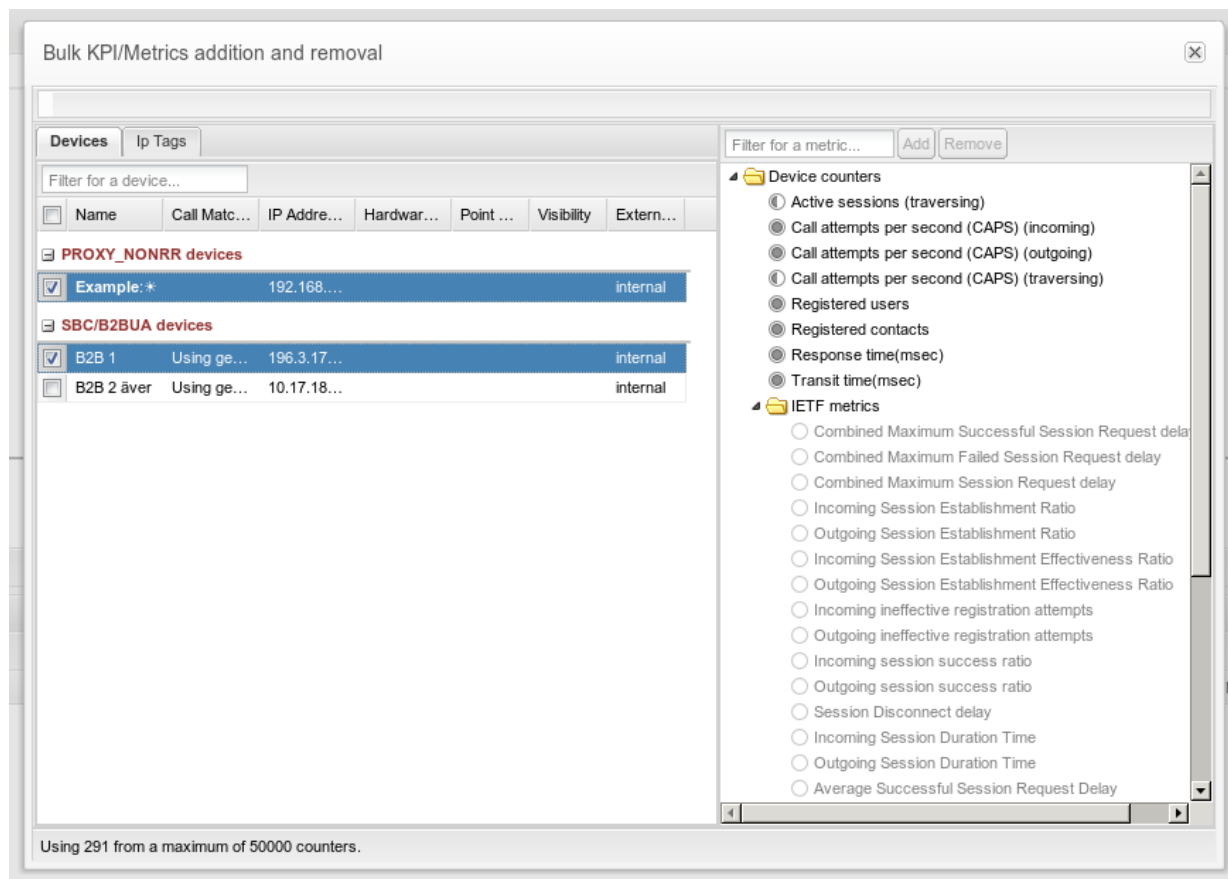 Bulk KPI/Metrics addition and removal
Devices Ip Tags
Filter for a device...
Name Call Matc... IP Addre... Hardwar... Point ... Visibility Extern...
PROXY_NONRR devices
Example:* 192.168.... internal
SBC/B2BUA devices
B2B 1 Using ge... 196.3.17... internal
B2B 2 äver Using ge... 10.17.18... internal
Filter for a metric... Add Remove
Device counters
Active sessions (traversing)
Call attempts per second (CAPS) (incoming)
Call attempts per second (CAPS) (outgoing)
Call attempts per second (CAPS) (traversing)
Registered users
Registered contacts
Response time(msec)
Transit time(msec)
IETF metrics
Combined Maximum Successful Session Request dela
Combined Maximum Failed Session Request delay
Combined Maximum Session Request delay
Incoming Session Establishment Ratio
Outgoing Session Establishment Ratio
Incoming Session Establishment Effectiveness Ratio
Outgoing Session Establishment Effectiveness Ratio
Incoming ineffective registration attempts
Outgoing ineffective registration attempts
Incoming session success ratio
Outgoing session success ratio
Session Disconnect delay
Incoming Session Duration Time
Outgoing Session Duration Time
Average Successful Session Request Delay
Using 291 from a maximum of 50000 counters.